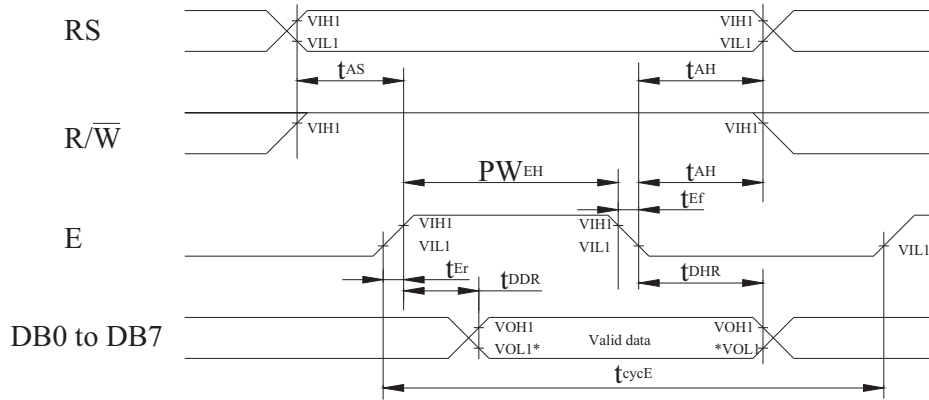 RS VIH1 VIL1 VIH1 VIL1
tAS tAH
R/W̅ VIH1 VIH1
PWEH tAH
tEf
E VIH1 VIL1 VIH1 VIL1 VIL1
tEr tDDR tDHR
DB0 to DB7 VOH1 VOL1* Valid data VOH1 *VOL1
tcycE